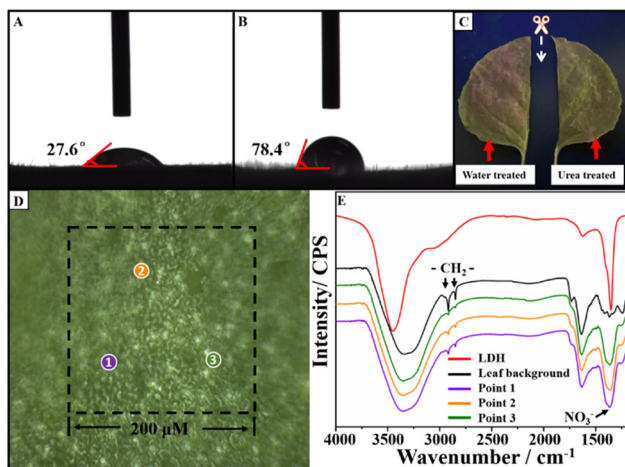 A
27.6°
B
78.4°
C
Water treated
Urea treated
D
1
2
3
200 μM
E
Intensity/ CPS
- CH₂ -
LDH
Leaf background
Point 1
Point 2
Point 3
NO₃⁻
4000
3000
2500
2000
1500
Wavenumber / cm⁻¹